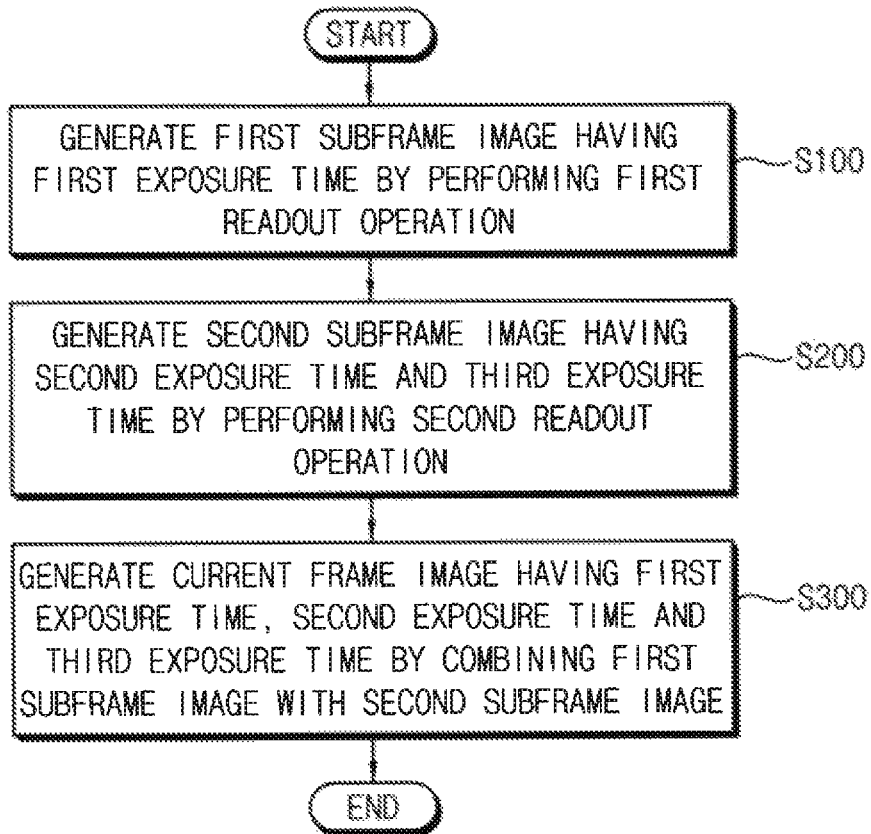 START
GENERATE FIRST SUBFRAME IMAGE HAVING
FIRST EXPOSURE TIME BY PERFORMING FIRST
READOUT OPERATION
S100
GENERATE SECOND SUBFRAME IMAGE HAVING
SECOND EXPOSURE TIME AND THIRD EXPOSURE
TIME BY PERFORMING SECOND READOUT
OPERATION
S200
GENERATE CURRENT FRAME IMAGE HAVING FIRST
EXPOSURE TIME, SECOND EXPOSURE TIME AND
THIRD EXPOSURE TIME BY COMBINING FIRST
SUBFRAME IMAGE WITH SECOND SUBFRAME IMAGE
S300
END